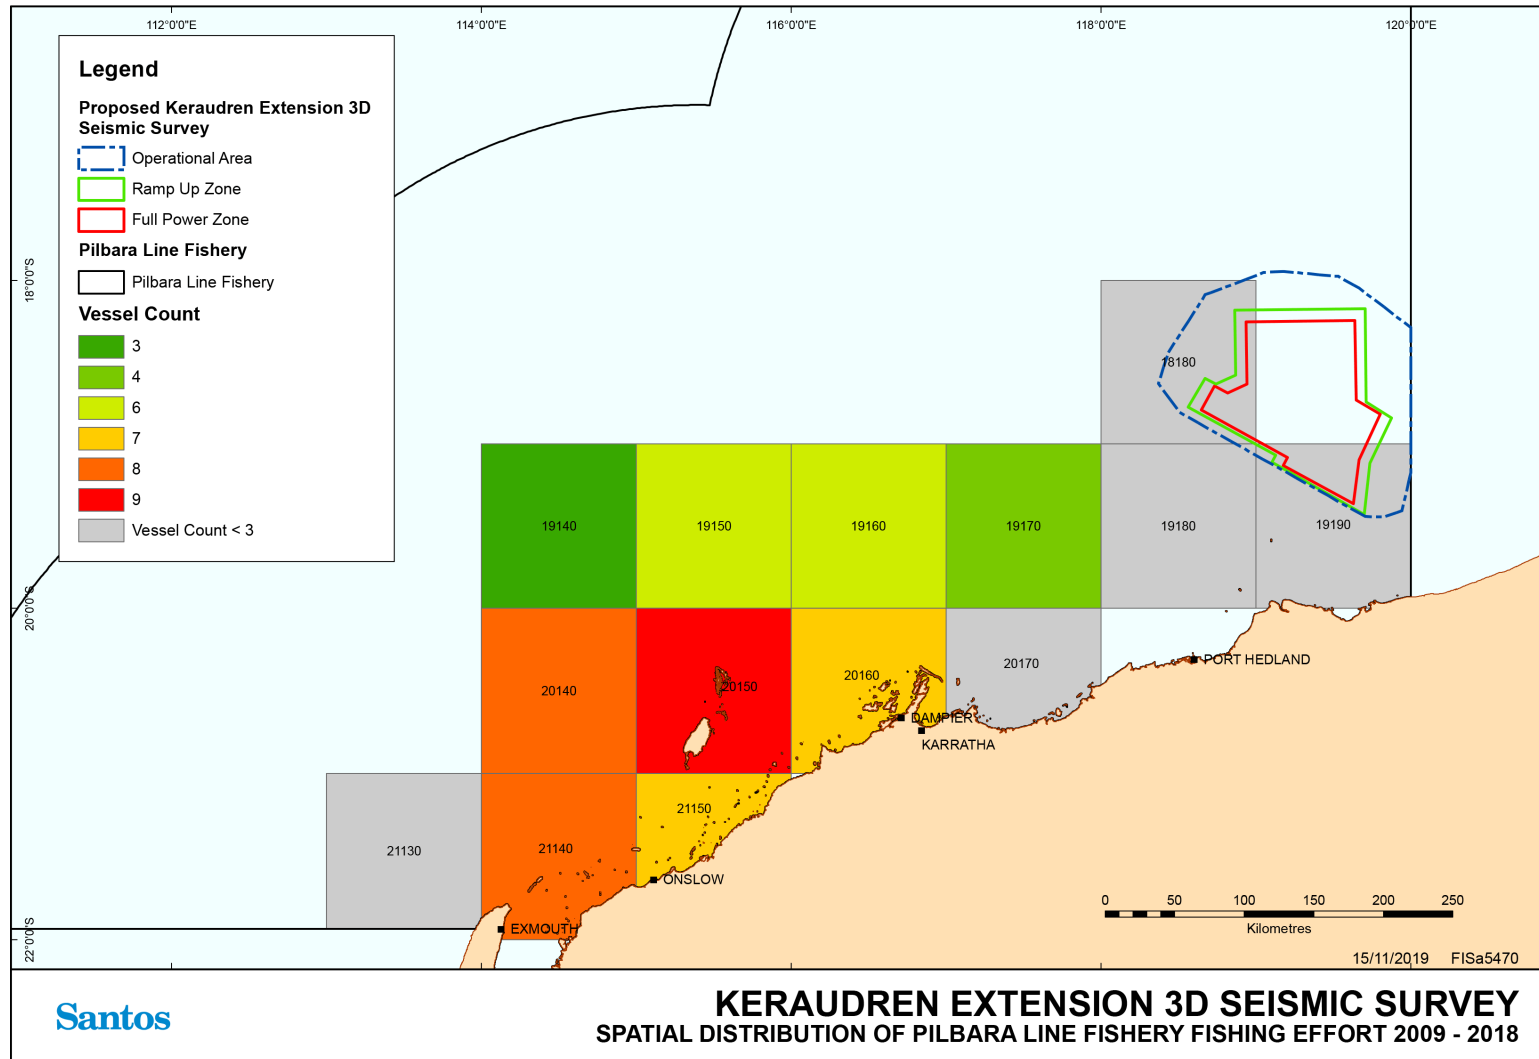 112°0'0"E
114°0'0"E
116°0'0"E
118°0'0"E
120°0'0"E
Legend
Proposed Keraudren Extension 3D
Seismic Survey
Operational Area
Ramp Up Zone
Full Power Zone
Pilbara Line Fishery
Pilbara Line Fishery
Vessel Count
3
4
6
7
8
9
Vessel Count < 3
18°0'0"S
20°0'0"S
22°0'0"S
18180
19140
19150
19160
19170
19180
19190
20140
20150
20160
20170
PORT HEDLAND
DAMPIER
KARRATHA
21130
21140
21150
ONSLOW
EXMOUTH
0 50 100 150 200 250
Kilometres
15/11/2019 FISa5470
Santos
KERAUDREN EXTENSION 3D SEISMIC SURVEY
SPATIAL DISTRIBUTION OF PILBARA LINE FISHERY FISHING EFFORT 2009 - 2018